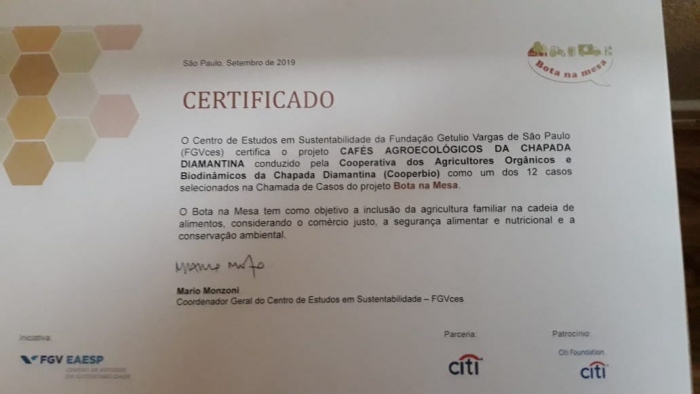 São Paulo, Setembro de 2019
Bota na mesa
CERTIFICADO
O Centro de Estudos em Sustentabilidade da Fundação Getulio Vargas de São Paulo
(FGVces) certifica o projeto CAFÉS AGROECOLÓGICOS DA CHAPADA
DIAMANTINA conduzido pela Cooperativa dos Agricultores Orgânicos e
Biodinâmicos da Chapada Diamantina (Cooperbio) como um dos 12 casos
selecionados na Chamada de Casos do projeto Bota na Mesa.
O Bota na Mesa tem como objetivo a inclusão da agricultura familiar na cadeia de
alimentos, considerando o comércio justo, a segurança alimentar e nutricional e a
conservação ambiental.
Mario Monzoni
Coordenador Geral do Centro de Estudos em Sustentabilidade – FGVces
Iniciativa:
FGV EAESP
CENTRO DE ESTUDOS
EM SUSTENTABILIDADE
Parceria:
citi
Patrocínio:
Citi Foundation
citi